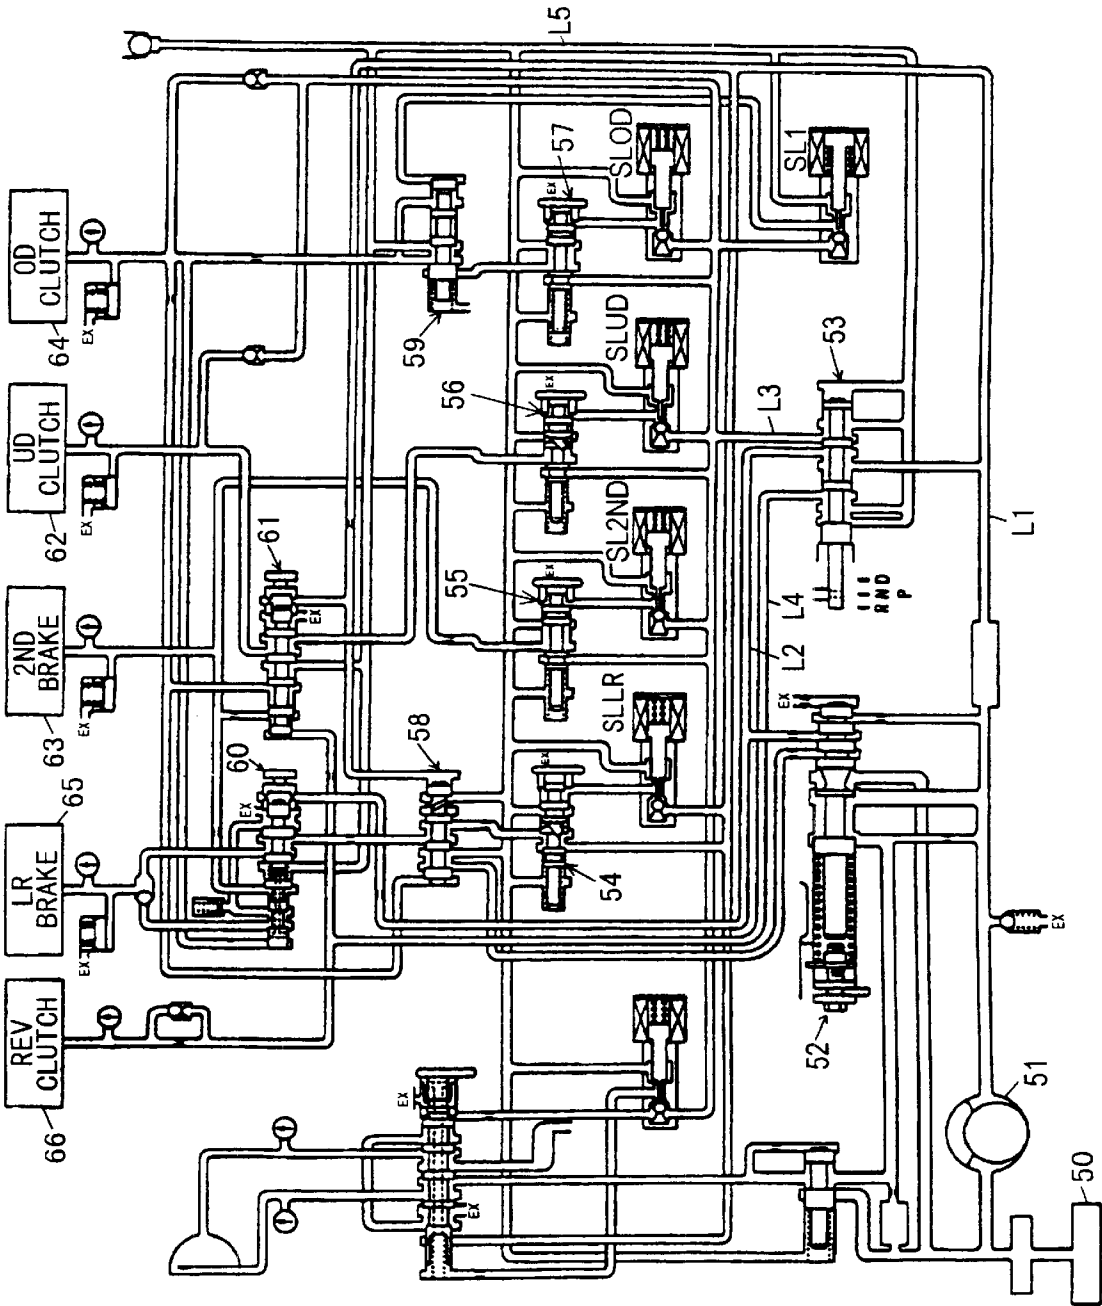 REV
CLUTCH
66
LR
BRAKE
65
2ND
BRAKE
63
UD
CLUTCH
62
OD
CLUTCH
64
EX
EX
EX
EX
L5
60
EX
61
EX
58
59
EX
54
SLLR
EX
55
SL2ND
EX
56
SLUD
EX
57
SLOD
SL1
EX
EX
L3
L4
L2
53
R N D
P
L1
EX
52
EX
51
50